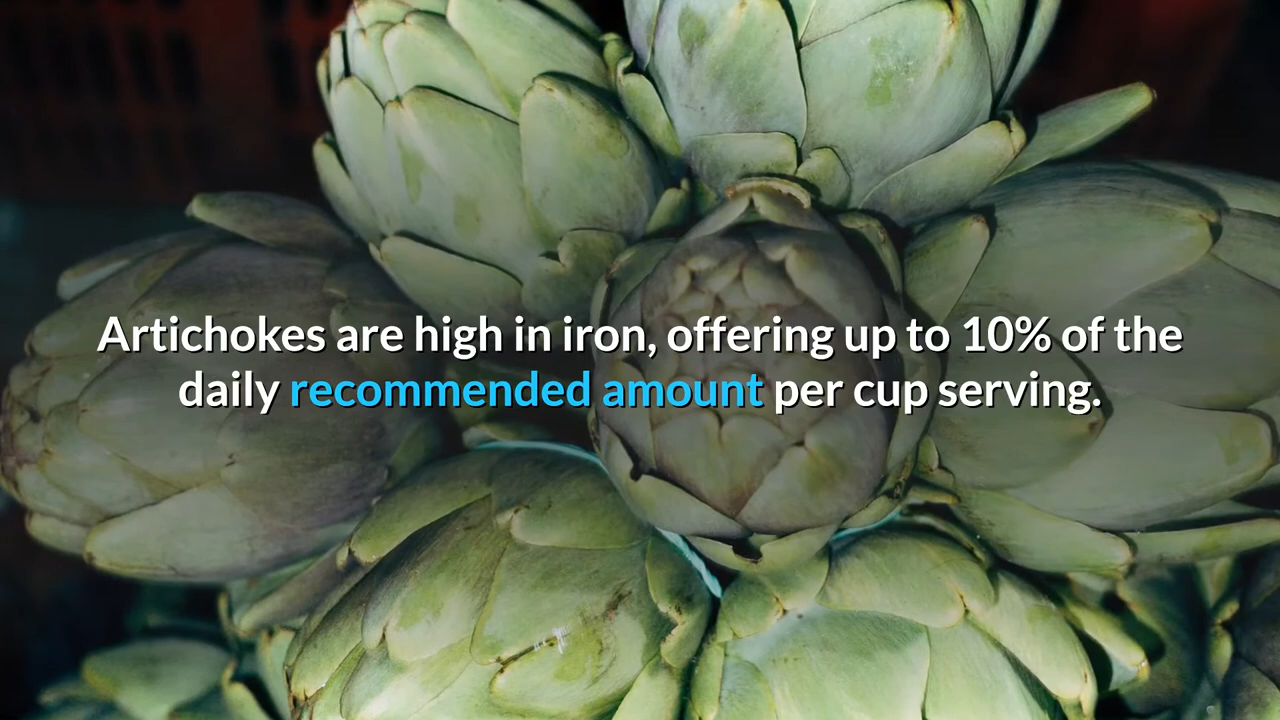 Artichokes are high in iron, offering up to 10% of the
daily recommended amount per cup serving.